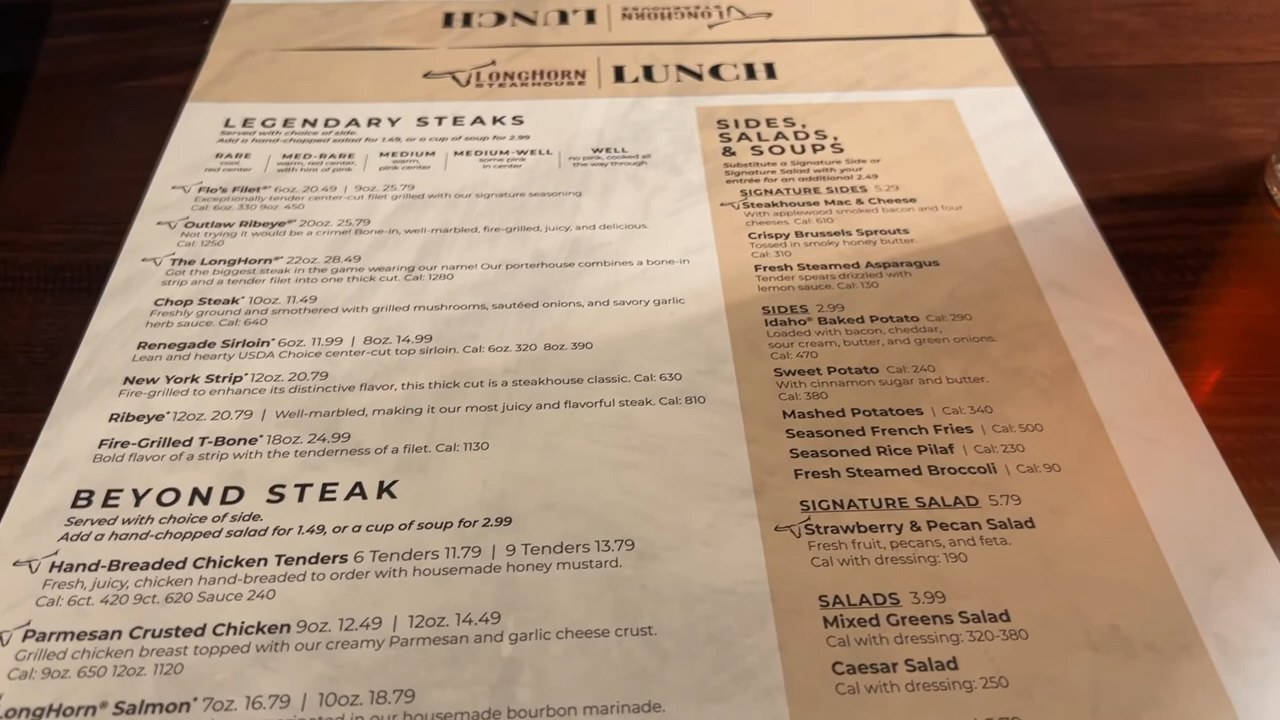 LONGHORN STEAKHOUSE | LUNCH
LONGHORN STEAKHOUSE | LUNCH
LEGENDARY STEAKS
Served with choice of side.
Add a hand-chopped salad for 1.49, or a cup of soup for 2.99
RARE cool, red center | MED-RARE warm, red center, with hint of pink | MEDIUM warm, pink center | MEDIUM-WELL some pink in center | WELL no pink, cooked all the way through
Flo's Filet®* 6oz. 20.49 | 9oz. 25.79
Exceptionally tender center-cut filet grilled with our signature seasoning.
Cal: 6oz. 330 9oz. 450
Outlaw Ribeye®* 20oz. 25.79
Not trying it would be a crime! Bone-in, well-marbled, fire-grilled, juicy, and delicious.
Cal: 1250
The LongHorn®* 22oz. 28.49
Got the biggest steak in the game wearing our name! Our porterhouse combines a bone-in
strip and a tender filet into one thick cut. Cal: 1280
Chop Steak* 10oz. 11.49
Freshly ground and smothered with grilled mushrooms, sautéed onions, and savory garlic
herb sauce. Cal: 640
Renegade Sirloin* 6oz. 11.99 | 8oz. 14.99
Lean and hearty USDA Choice center-cut top sirloin. Cal: 6oz. 320 8oz. 390
New York Strip* 12oz. 20.79
Fire-grilled to enhance its distinctive flavor, this thick cut is a steakhouse classic. Cal: 630
Ribeye* 12oz. 20.79 | Well-marbled, making it our most juicy and flavorful steak. Cal: 810
Fire-Grilled T-Bone* 18oz. 24.99
Bold flavor of a strip with the tenderness of a filet. Cal: 1130
BEYOND STEAK
Served with choice of side.
Add a hand-chopped salad for 1.49, or a cup of soup for 2.99
Hand-Breaded Chicken Tenders 6 Tenders 11.79 | 9 Tenders 13.79
Fresh, juicy, chicken hand-breaded to order with housemade honey mustard.
Cal: 6ct. 420 9ct. 620 Sauce 240
Parmesan Crusted Chicken 9oz. 12.49 | 12oz. 14.49
Grilled chicken breast topped with our creamy Parmesan and garlic cheese crust.
Cal: 9oz. 650 12oz. 1120
LongHorn® Salmon* 7oz. 16.79 | 10oz. 18.79
in our housemade bourbon marinade.
SIDES,
SALADS,
& SOUPS
Substitute a Signature Side or
Signature Salad with your
entrée for an additional 2.49
SIGNATURE SIDES 5.29
Steakhouse Mac & Cheese
With applewood smoked bacon and four
cheeses. Cal: 610
Crispy Brussels Sprouts
Tossed in smoky honey butter.
Cal: 310
Fresh Steamed Asparagus
Tender spears drizzled with
lemon sauce. Cal: 130
SIDES 2.99
Idaho® Baked Potato Cal: 290
Loaded with bacon, cheddar,
sour cream, butter, and green onions.
Cal: 470
Sweet Potato Cal: 240
With cinnamon sugar and butter.
Cal: 380
Mashed Potatoes | Cal: 340
Seasoned French Fries | Cal: 500
Seasoned Rice Pilaf | Cal: 230
Fresh Steamed Broccoli | Cal: 90
SIGNATURE SALAD 5.79
Strawberry & Pecan Salad
Fresh fruit, pecans, and feta.
Cal with dressing: 190
SALADS 3.99
Mixed Greens Salad
Cal with dressing: 320-380
Caesar Salad
Cal with dressing: 250